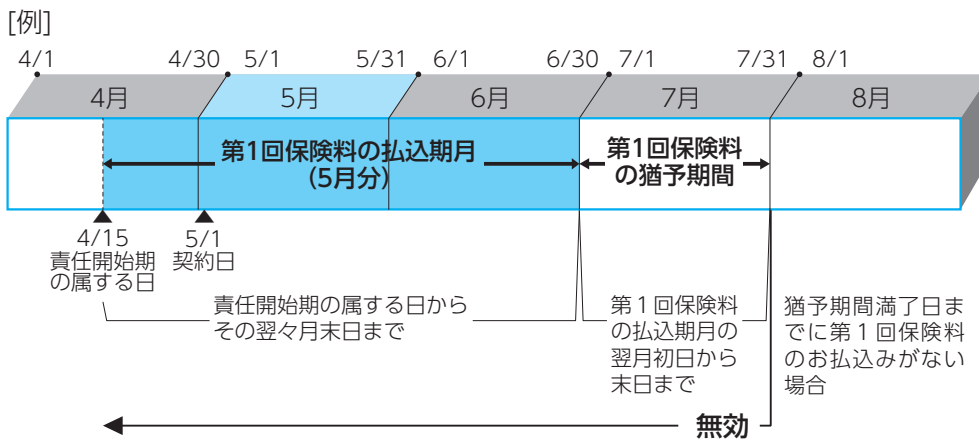 [例]
4/1 4/30 5/1 5/31 6/1 6/30 7/1 7/31 8/1
4月 5月 6月 7月 8月
第1回保険料の払込期月
(5月分)
第1回保険料
の猶予期間
4/15
責任開始期
の属する日
5/1
契約日
責任開始期の属する日から
その翌々月末日まで
第１回保険料
の払込期月の
翌月初日から
末日まで
猶予期間満了日ま
でに第１回保険料
のお払込みがない
場合
無効